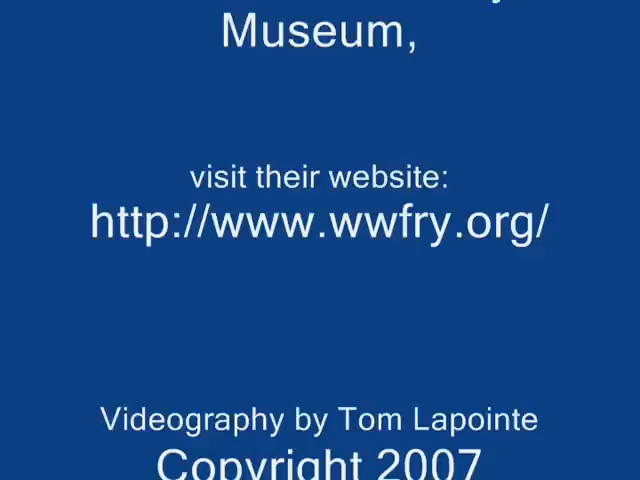 Museum,
visit their website:
http://www.wwfry.org/
Videography by Tom Lapointe
Copyright 2007